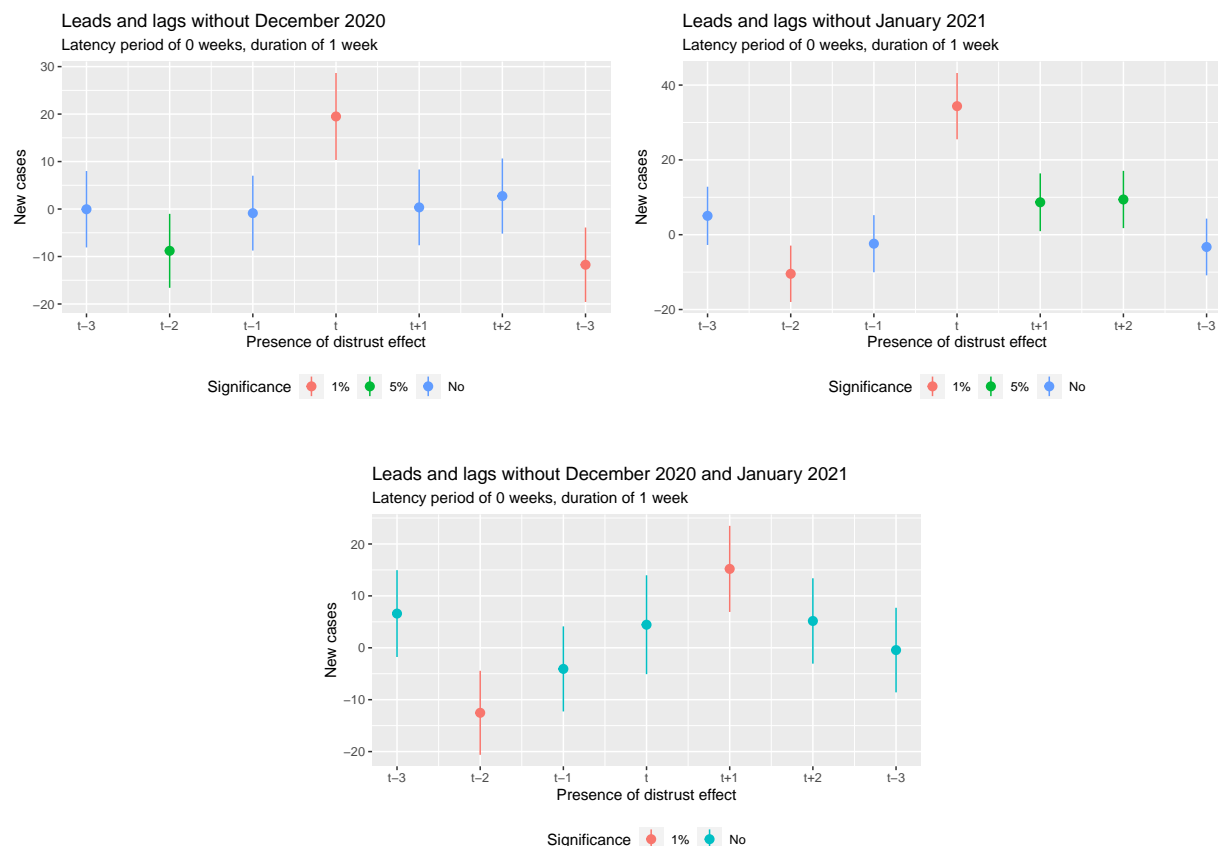 Leads and lags without December 2020
Latency period of 0 weeks, duration of 1 week
New cases
30
20
10
0
−10
−20
t−3 t−2 t−1 t t+1 t+2 t−3
Presence of distrust effect
Significance 1% 5% No
Leads and lags without January 2021
Latency period of 0 weeks, duration of 1 week
New cases
40
20
0
−20
t−3 t−2 t−1 t t+1 t+2 t−3
Presence of distrust effect
Significance 1% 5% No
Leads and lags without December 2020 and January 2021
Latency period of 0 weeks, duration of 1 week
New cases
20
10
0
−10
−20
t−3 t−2 t−1 t t+1 t+2 t−3
Presence of distrust effect
Significance 1% No